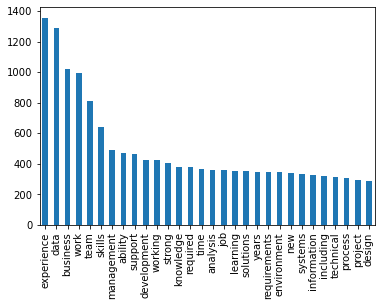 1400
1200
1000
800
600
400
200
0
experience
data
business
work
team
skills
management
ability
support
development
working
strong
knowledge
required
time
analysis
job
learning
solutions
years
requirements
environment
new
systems
information
including
technical
process
project
design